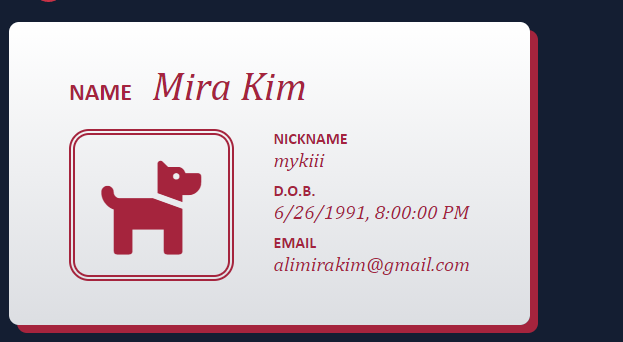 NAME Mira Kim
NICKNAME
mykiii
D.O.B.
6/26/1991, 8:00:00 PM
EMAIL
alimirakim@gmail.com